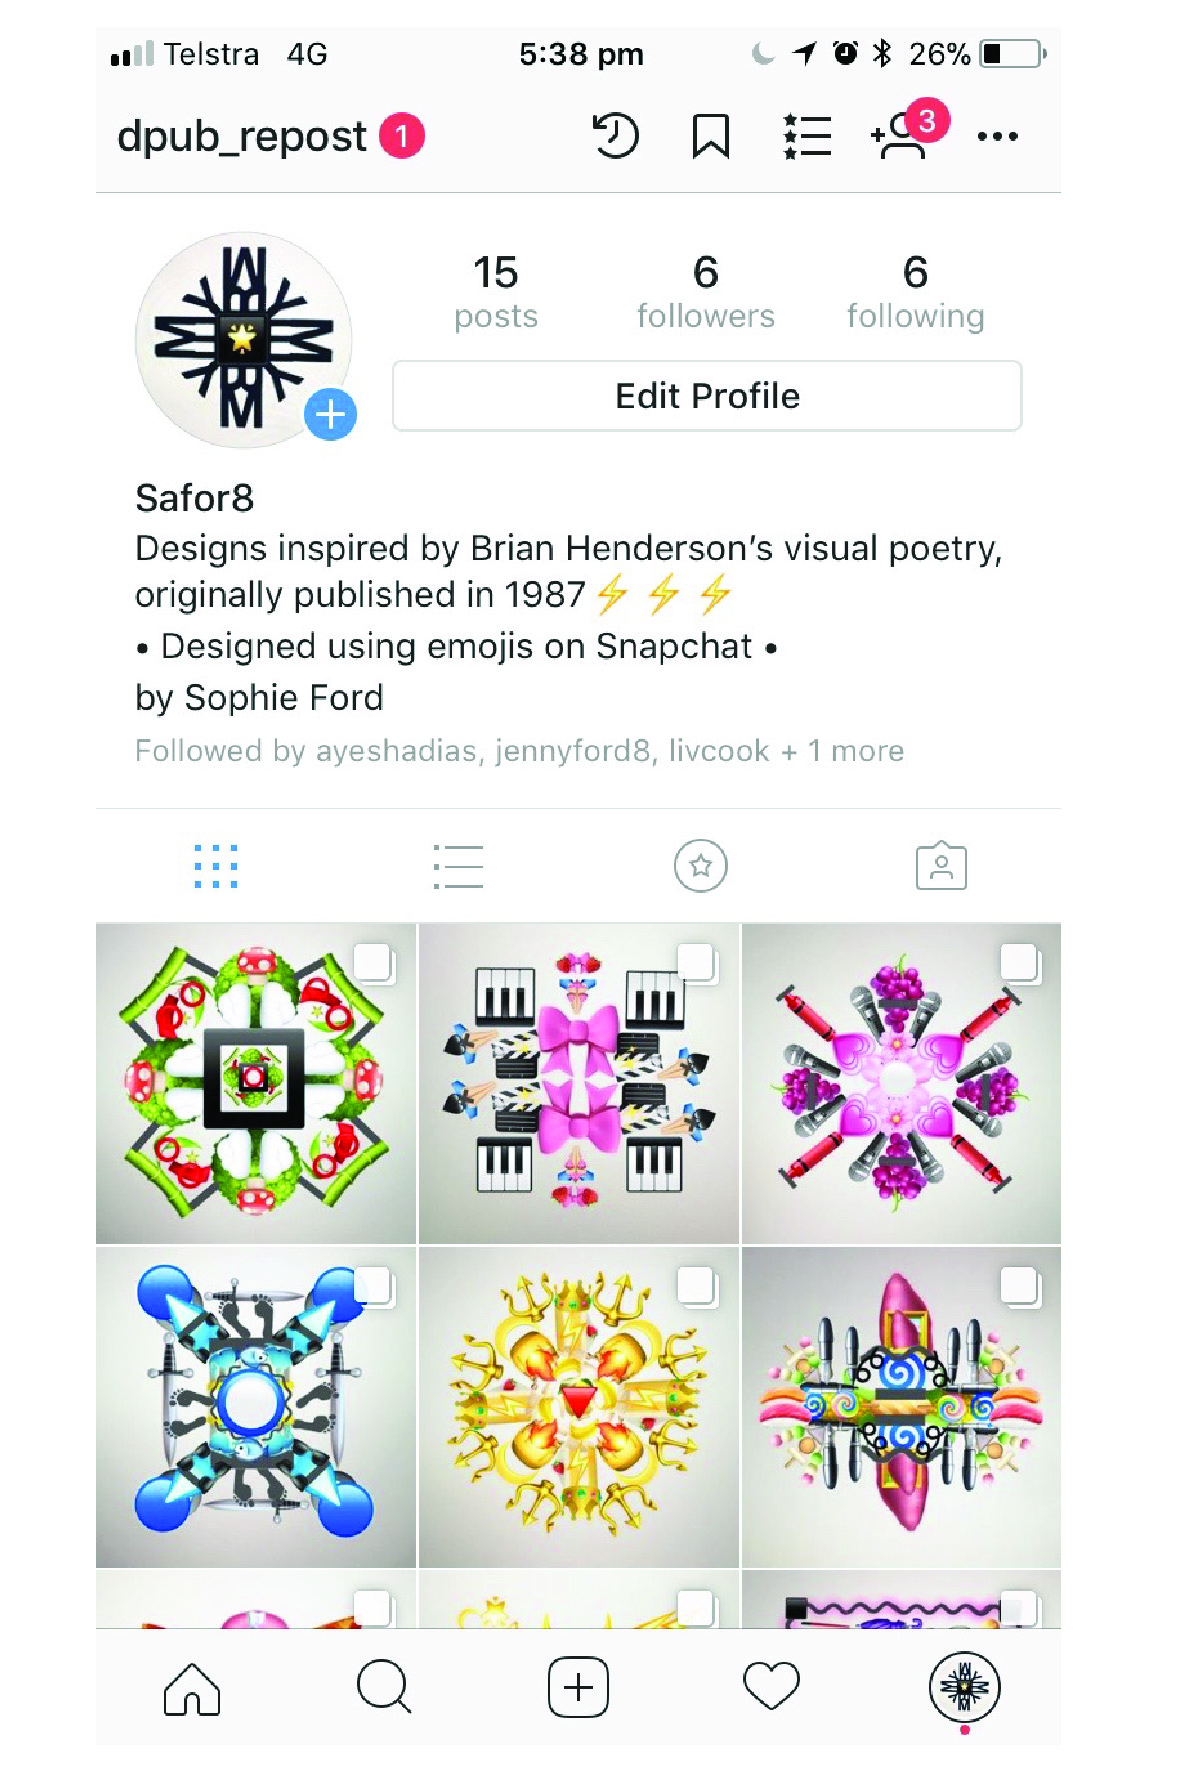 Telstra 4G 5:38 pm 26%
dpub_repost 1 3
15 6 6
posts followers following
Edit Profile
Safor8
Designs inspired by Brian Henderson’s visual poetry,
originally published in 1987⚡⚡⚡
• Designed using emojis on Snapchat •
by Sophie Ford
Followed by ayeshadias, jennyford8, livcook + 1 more